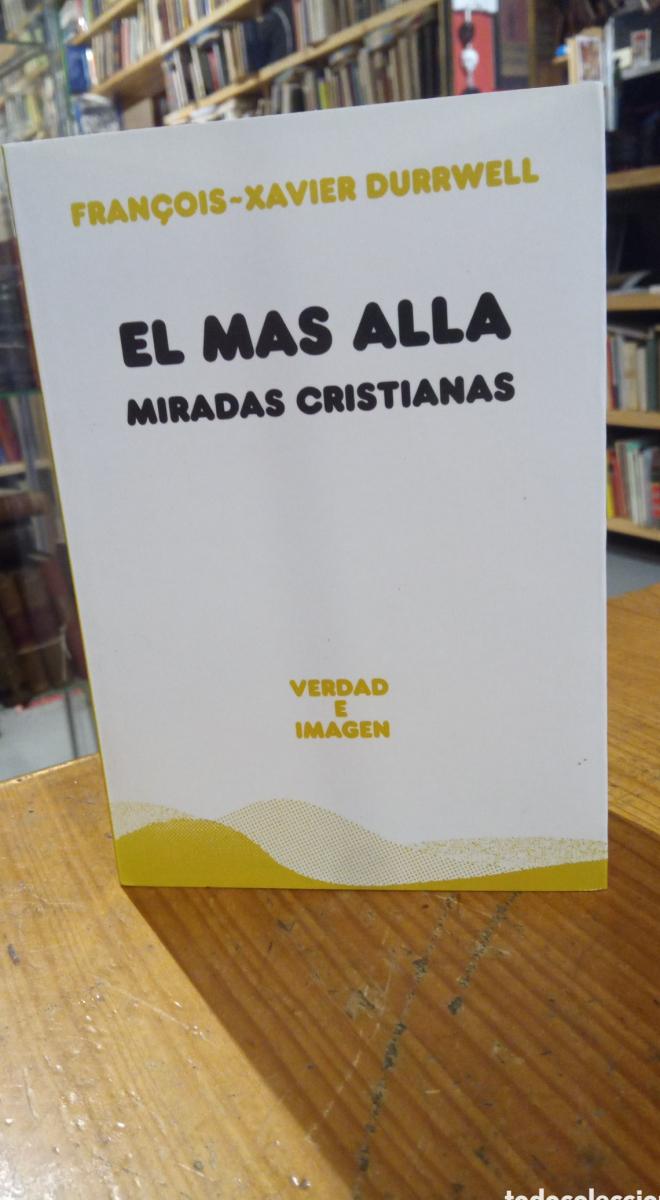 FRANÇOIS-XAVIER DURRWELL
EL MAS ALLA
MIRADAS CRISTIANAS
VERDAD
E
IMAGEN